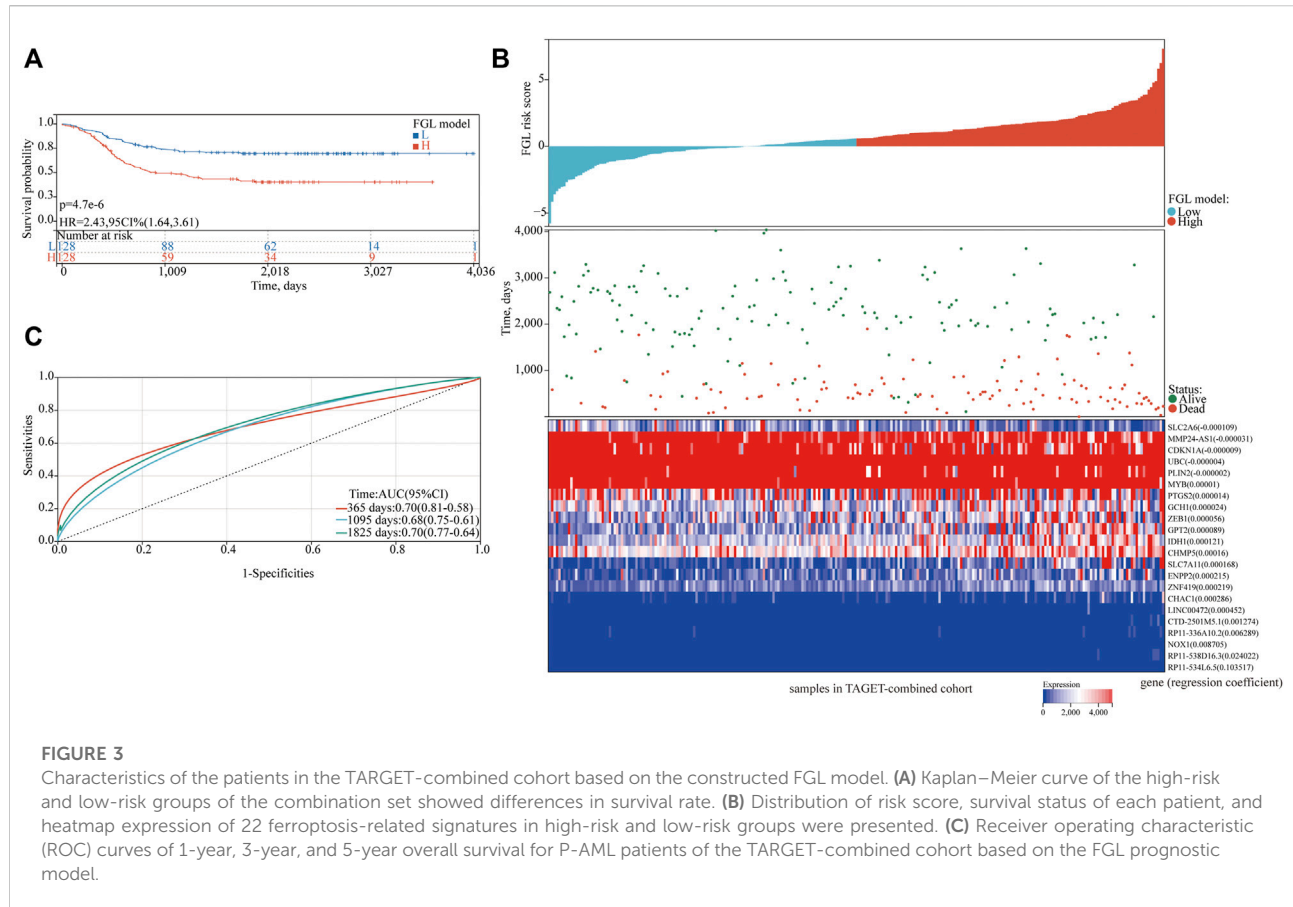 A
FGL model
L
H
Survival probability
1.0
0.8
0.5
0.3
0.0
p=4.7e-6
HR=2.43,95CI%(1.64,3.61)
Number at risk
L 128 88 62 14 1
H 128 59 34 9 1
0 1,009 2,018 3,027 4,036
Time, days
B
FGL risk score
5
0
−5
FGL model:
Low
High
Time, days
4,000
3,000
2,000
1,000
Status:
Alive
Dead
SLC2A6(-0.000109)
MMP24-AS1(-0.000031)
CDKN1A(-0.000009)
UBC(-0.000004)
PLIN2(-0.000002)
MYB(0.00001)
PTGS2(0.000014)
GCH1(0.000024)
ZEB1(0.000056)
GPT2(0.000089)
IDH1(0.000121)
CHMP5(0.00016)
SLC7A11(0.000168)
ENPP2(0.000215)
ZNF419(0.000219)
CHAC1(0.000286)
LINC00472(0.000452)
CTD-2501M5.1(0.001274)
RP11-336A10.2(0.006289)
NOX1(0.008705)
RP11-538D16.3(0.024022)
RP11-534L6.5(0.103517)
samples in TAGET-combined cohort
Expression
0 2,000 4,000
gene (regression coefficient)
C
Sensitivities
1.0
0.8
0.6
0.4
0.2
0.0
Time:AUC(95%CI)
365 days:0.70(0.81-0.58)
1095 days:0.68(0.75-0.61)
1825 days:0.70(0.77-0.64)
0.0 0.2 0.4 0.6 0.8 1.0
1-Specificities
FIGURE 3
Characteristics of the patients in the TARGET-combined cohort based on the constructed FGL model. (A) Kaplan–Meier curve of the high-risk
and low-risk groups of the combination set showed differences in survival rate. (B) Distribution of risk score, survival status of each patient, and
heatmap expression of 22 ferroptosis-related signatures in high-risk and low-risk groups were presented. (C) Receiver operating characteristic
(ROC) curves of 1-year, 3-year, and 5-year overall survival for P-AML patients of the TARGET-combined cohort based on the FGL prognostic
model.